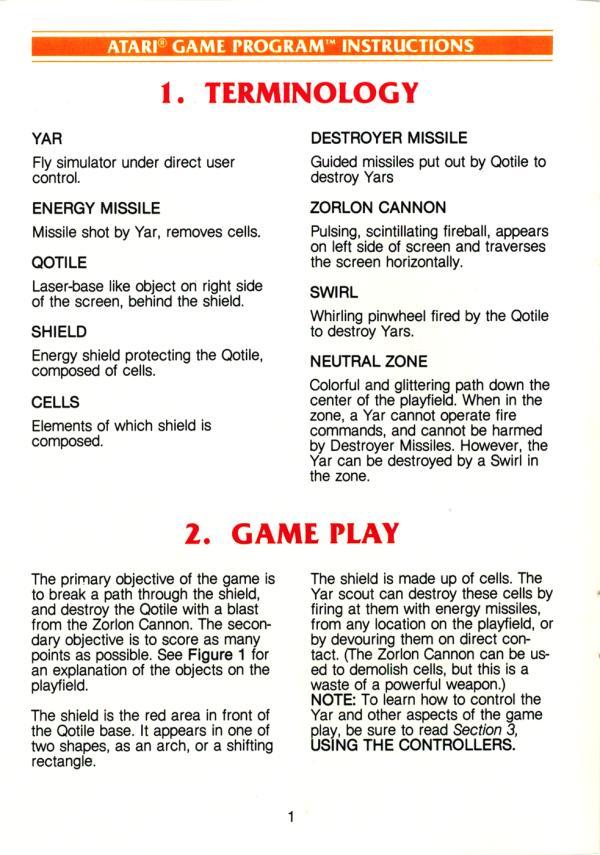 ATARI® GAME PROGRAM™ INSTRUCTIONS
1. TERMINOLOGY
YAR
Fly simulator under direct user
control.
ENERGY MISSILE
Missile shot by Yar, removes cells.
QOTILE
Laser-base like object on right side
of the screen, behind the shield.
SHIELD
Energy shield protecting the Qotile,
composed of cells.
CELLS
Elements of which shield is
composed.
DESTROYER MISSILE
Guided missiles put out by Qotile to
destroy Yars
ZORLON CANNON
Pulsing, scintillating fireball, appears
on left side of screen and traverses
the screen horizontally.
SWIRL
Whirling pinwheel fired by the Qotile
to destroy Yars.
NEUTRAL ZONE
Colorful and glittering path down the
center of the playfield. When in the
zone, a Yar cannot operate fire
commands, and cannot be harmed
by Destroyer Missiles. However, the
Yar can be destroyed by a Swirl in
the zone.
2. GAME PLAY
The primary objective of the game is
to break a path through the shield,
and destroy the Qotile with a blast
from the Zorlon Cannon. The secon-
dary objective is to score as many
points as possible. See Figure 1 for
an explanation of the objects on the
playfield.
The shield is the red area in front of
the Qotile base. It appears in one of
two shapes, as an arch, or a shifting
rectangle.
The shield is made up of cells. The
Yar scout can destroy these cells by
firing at them with energy missiles,
from any location on the playfield, or
by devouring them on direct con-
tact. (The Zorlon Cannon can be us-
ed to demolish cells, but this is a
waste of a powerful weapon.)
NOTE: To learn how to control the
Yar and other aspects of the game
play, be sure to read Section 3,
USING THE CONTROLLERS.
1